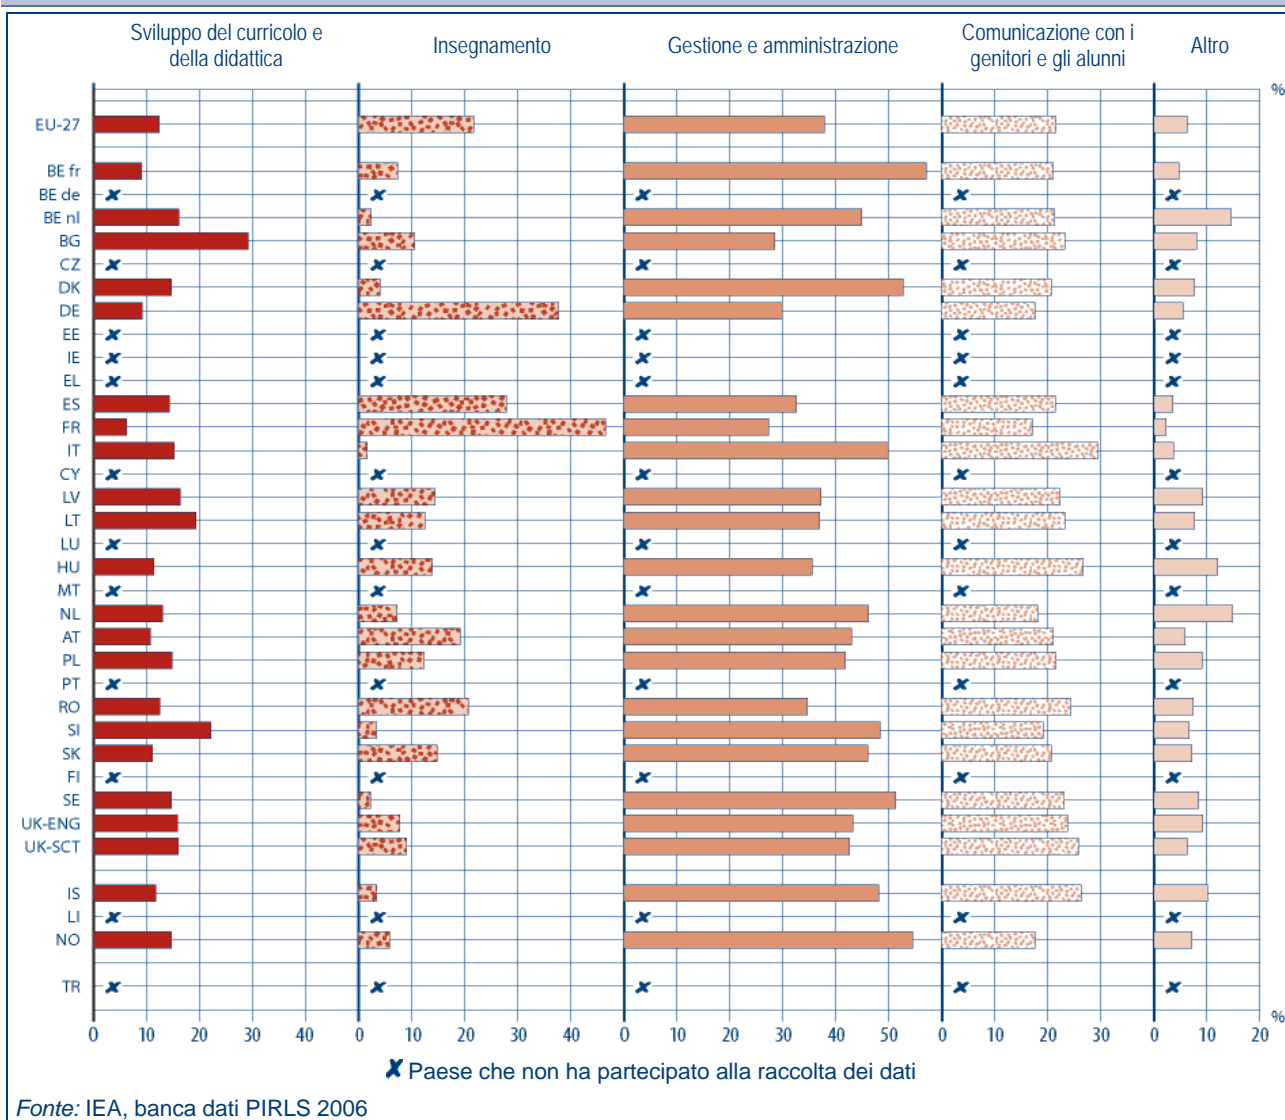 Sviluppo del curricolo e
della didattica
Insegnamento
Gestione e amministrazione
Comunicazione con i
genitori e gli alunni
Altro
%
EU-27
BE fr
BE de
BE nl
BG
CZ
DK
DE
EE
IE
EL
ES
FR
IT
CY
LV
LT
LU
HU
MT
NL
AT
PL
PT
RO
SI
SK
FI
SE
UK-ENG
UK-SCT
IS
LI
NO
TR
%
0 10 20 30 40 0 10 20 30 40 0 10 20 30 40 50 0 10 20 30 0 10 20
✘ Paese che non ha partecipato alla raccolta dei dati
Fonte: IEA, banca dati PIRLS 2006